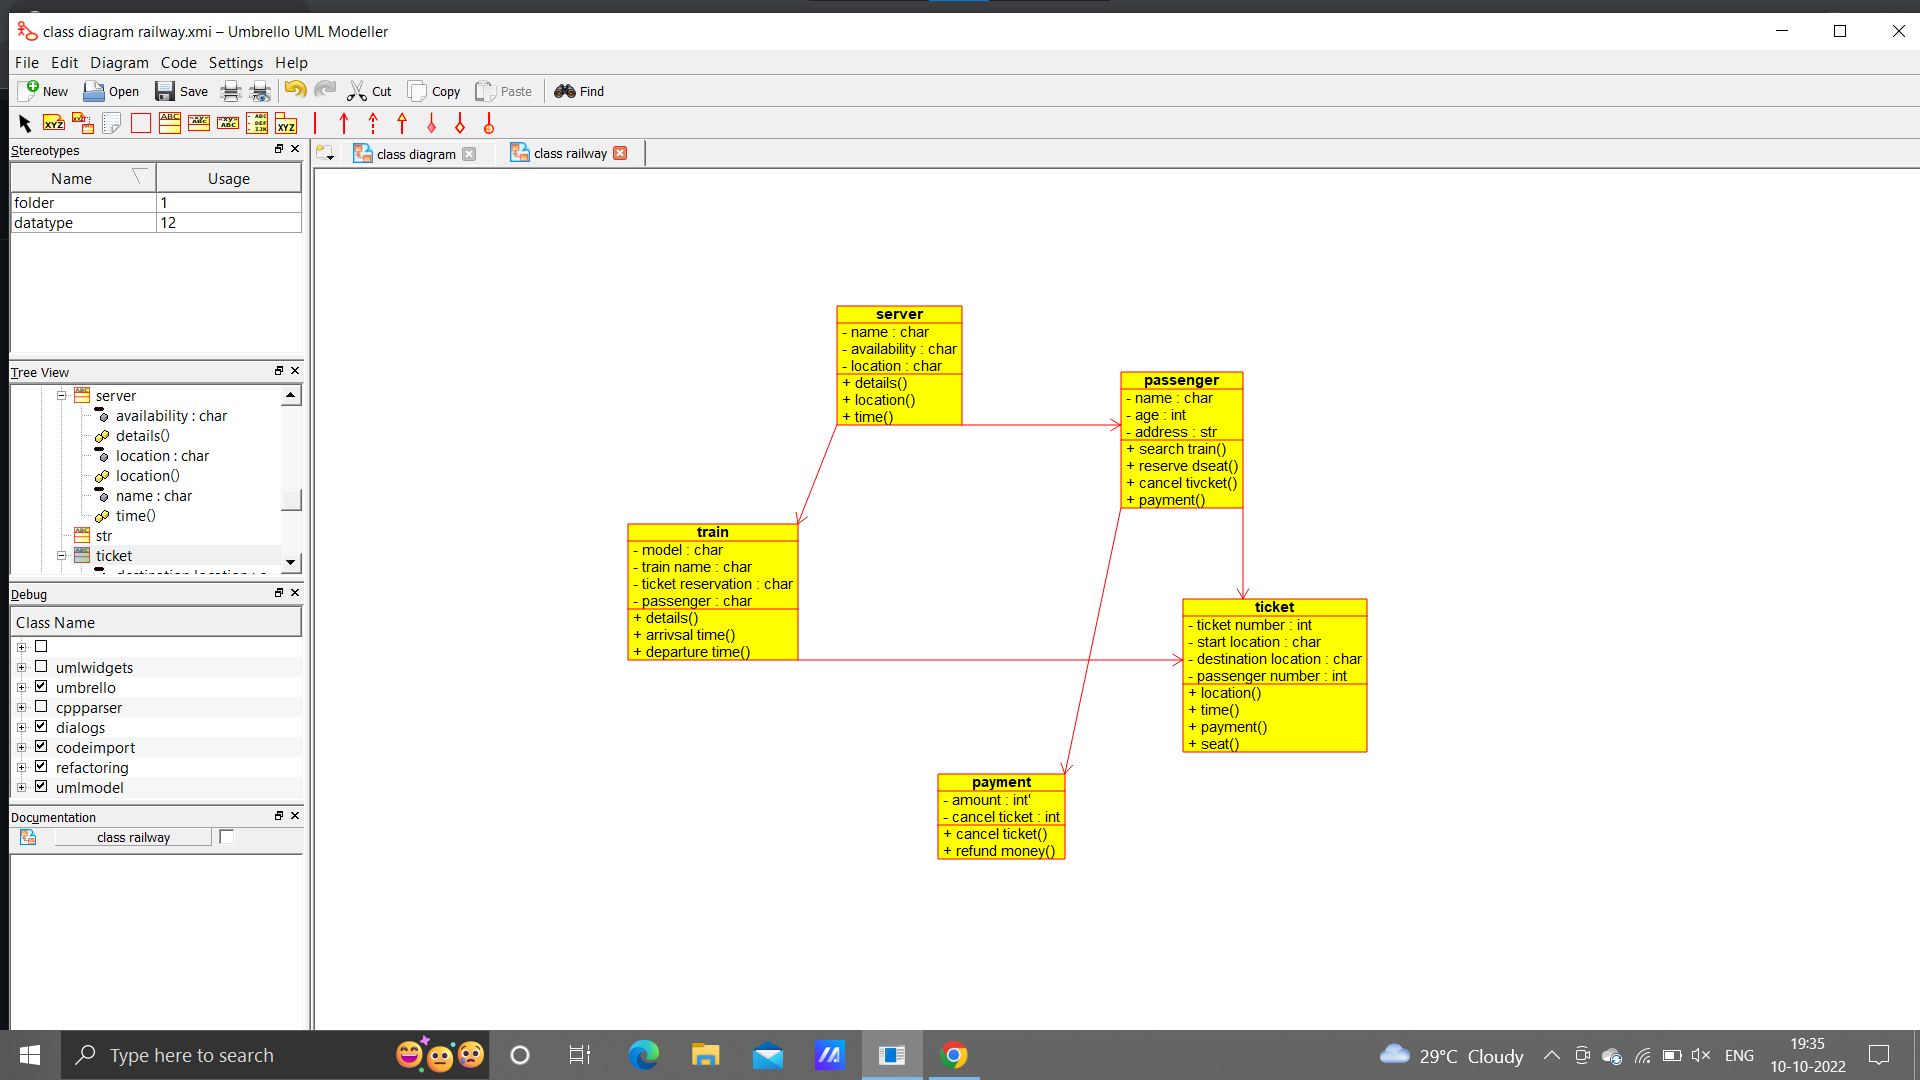 class diagram railway.xmi – Umbrello UML Modeller
File Edit Diagram Code Settings Help
New Open Save Cut Copy Paste Find
Stereotypes
Name Usage
folder 1
datatype 12
Tree View
server
availability : char
details()
location : char
location()
name : char
time()
str
ticket
Debug
Class Name
umlwidgets
umbrello
cppparser
dialogs
codeimport
refactoring
umlmodel
Documentation
class railway
class diagram
class railway
server
- name : char
- availability : char
- location : char
+ details()
+ location()
+ time()
passenger
- name : char
- age : int
- address : str
+ search train()
+ reserve dseat()
+ cancel tivcket()
+ payment()
train
- model : char
- train name : char
- ticket reservation : char
- passenger : char
+ details()
+ arrivsal time()
+ departure time()
ticket
- ticket number : int
- start location : char
- destination location : char
- passenger number : int
+ location()
+ time()
+ payment()
+ seat()
payment
- amount : int'
- cancel ticket : int
+ cancel ticket()
+ refund money()
Type here to search
29°C Cloudy
ENG
19:35
10-10-2022